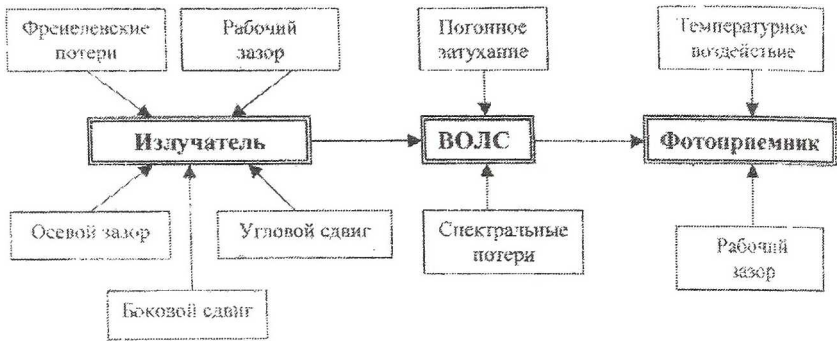 Френелевские
потери
Рабочий
зазор
Погонное
затухание
Температурное
воздействие
Излучатель
ВОЛС
Фотоприемник
Осевой зазор
Угловой сдвиг
Спектральные
потери
Рабочий
зазор
Боковой сдвиг